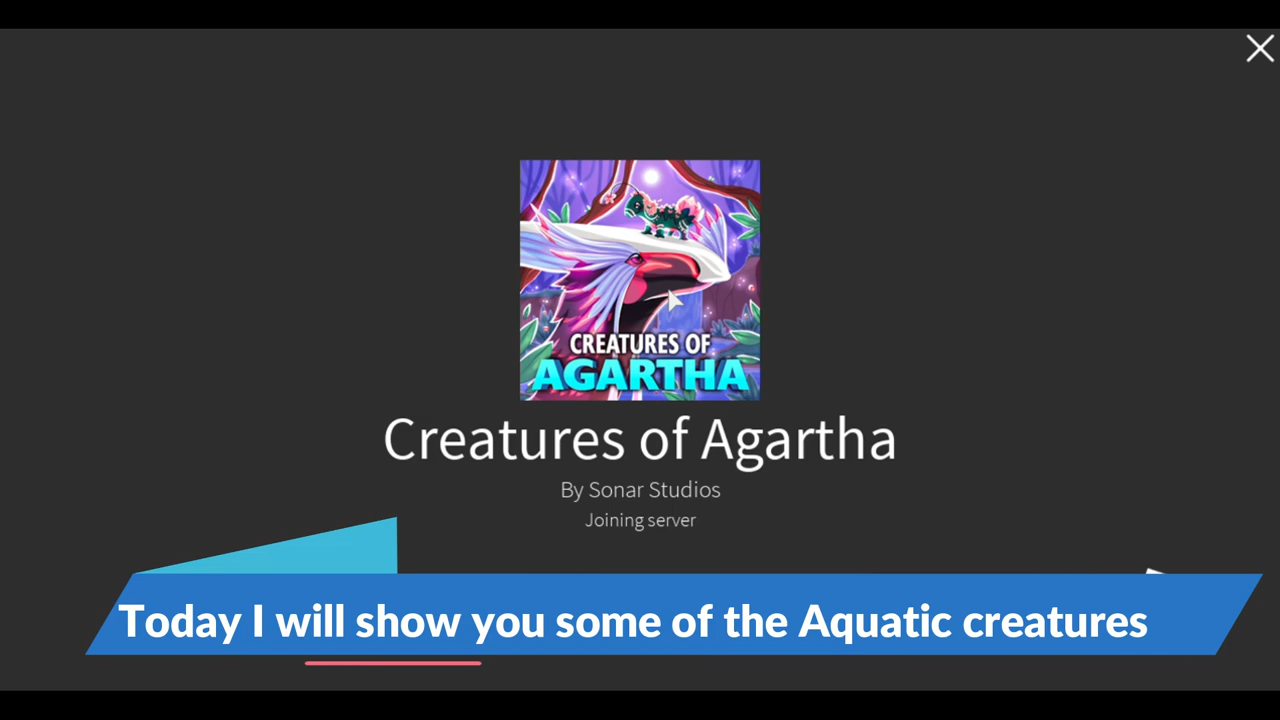 CREATURES OF
AGARTHA
Creatures of Agartha
By Sonar Studios
Joining server
Today I will show you some of the Aquatic creatures